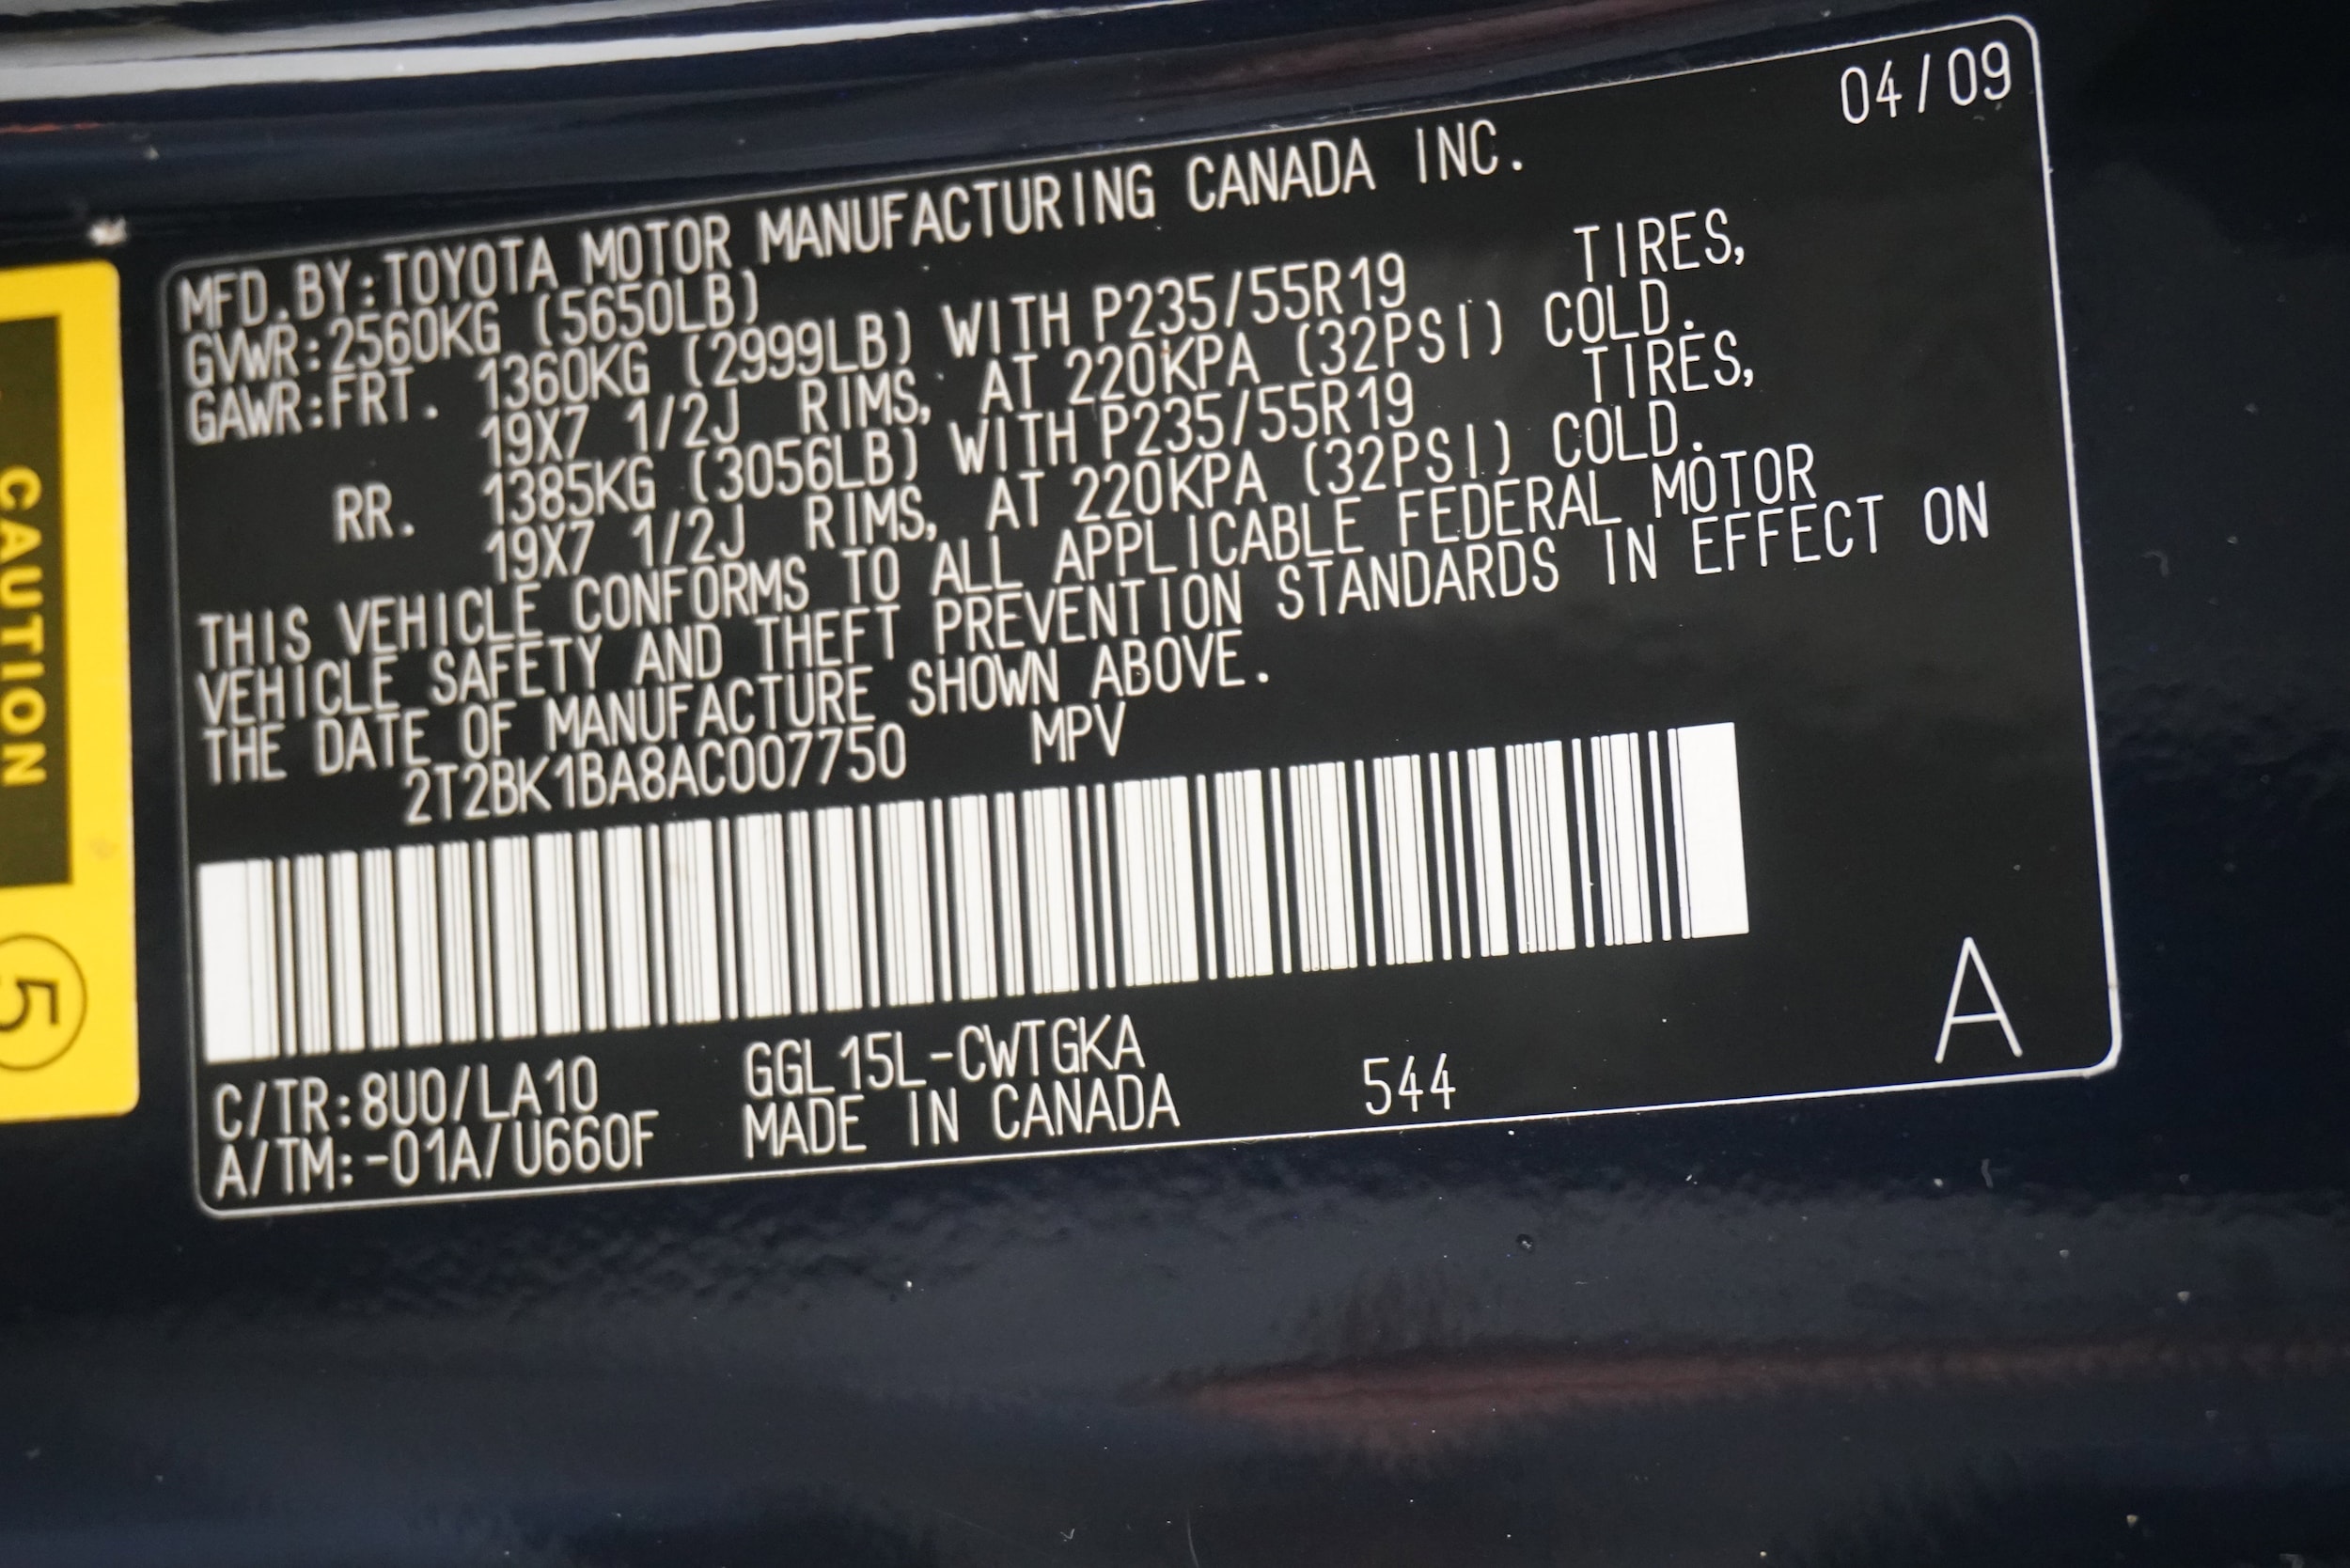 04/09
MFD.BY:TOYOTA MOTOR MANUFACTURING CANADA INC.
GVWR:2560KG (5650LB)
GAWR:FRT. 1360KG (2999LB) WITH P235/55R19 TIRES,
19X7 1/2J RIMS, AT 220KPA (32PSI) COLD.
RR. 1385KG (3056LB) WITH P235/55R19 TIRES,
19X7 1/2J RIMS, AT 220KPA (32PSI) COLD.
THIS VEHICLE CONFORMS TO ALL APPLICABLE FEDERAL MOTOR
VEHICLE SAFETY AND THEFT PREVENTION STANDARDS IN EFFECT ON
THE DATE OF MANUFACTURE SHOWN ABOVE.
2T2BK1BA8AC007750 MPV
C/TR:8U0/LA10 GGL15L-CWTGKA
A/TM:-01A/U660F MADE IN CANADA 544
A
CAUTION
5